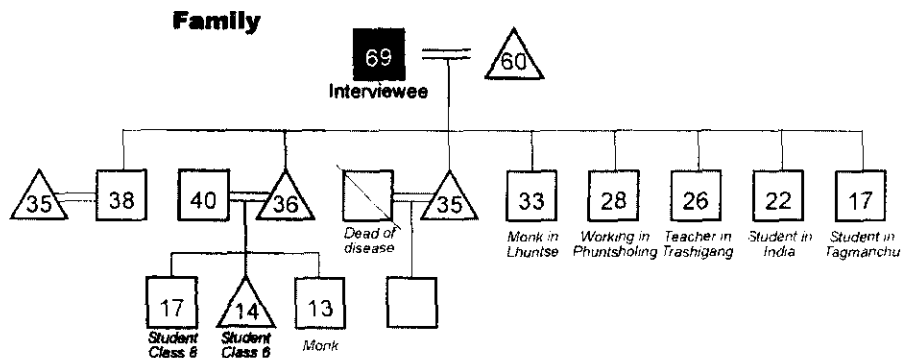 Family
69
60
Interviewee
35
38
40
36
35
33
28
26
22
17
Dead of
disease
Monk in
Lhuntse
Working in
Phuntsholing
Teacher in
Trashigang
Student in
India
Student in
Tagmanchu
17
14
13
Student
Class 8
Student
Class 6
Monk